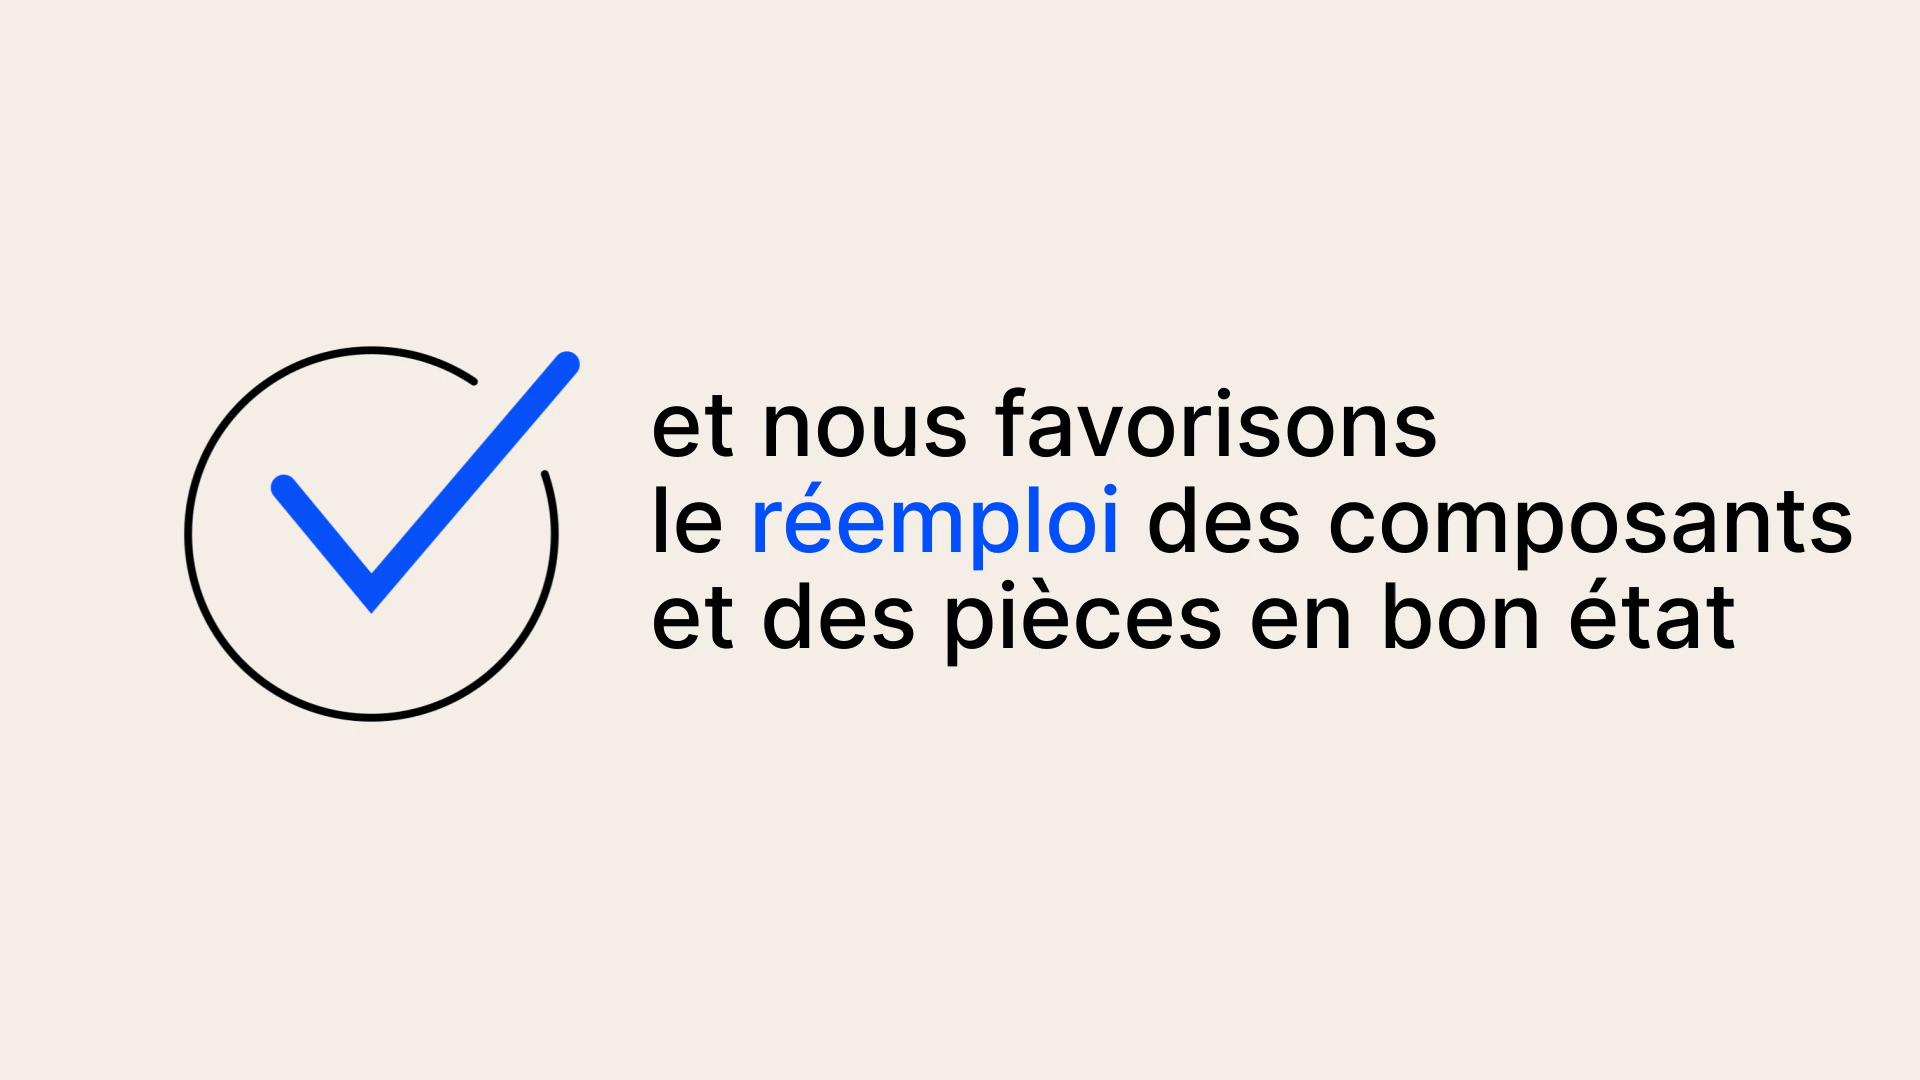 et nous favorisons
le réemploi des composants
et des pièces en bon état